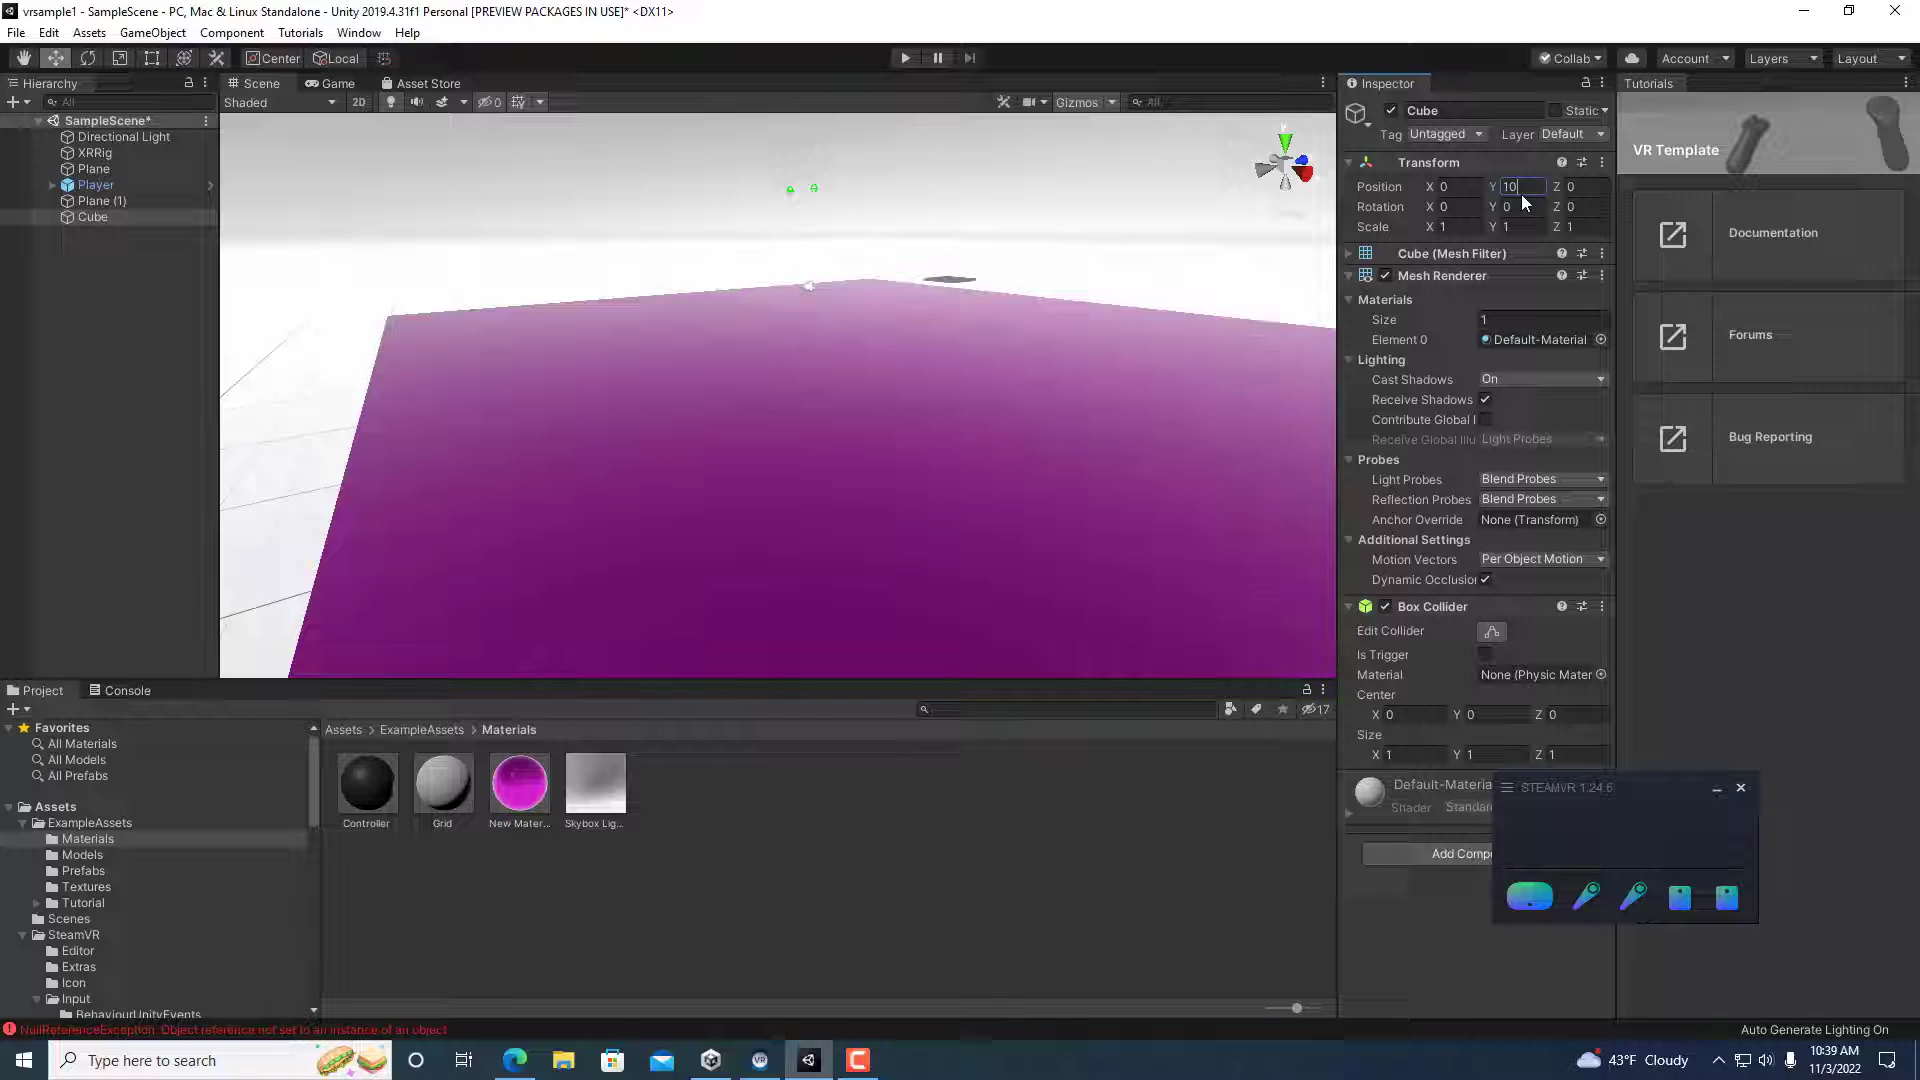 vrsample1 - SampleScene - PC, Mac & Linux Standalone - Unity 2019.4.31f1 Personal [PREVIEW PACKAGES IN USE]* <DX11>
File Edit Assets GameObject Component Tutorials Window Help
Center Local Collab Account Layers Layout
Hierarchy Scene Game Asset Store Inspector Tutorials
All Shaded 2D 0 Gizmos All
SampleScene*
Directional Light
XRRig
Plane
Player
Plane (1)
Cube
Cube Static
Tag Untagged Layer Default
Transform
Position X 0 Y 10 Z 0
Rotation X 0 Y 0 Z 0
Scale X 1 Y 1 Z 1
Cube (Mesh Filter)
Mesh Renderer
Materials
Size 1
Element 0 Default-Material
Lighting
Cast Shadows On
Receive Shadows
Contribute Global I
Receive Global Illu Light Probes
Probes
Light Probes Blend Probes
Reflection Probes Blend Probes
Anchor Override None (Transform)
Additional Settings
Motion Vectors Per Object Motion
Dynamic Occlusion
Box Collider
Edit Collider
Is Trigger
Material None (Physic Mater
Center
X 0 Y 0 Z 0
Size
X 1 Y 1 Z 1
Default-Materia
Shader Standar
Add Comp
STEAMVR 1.24.6
VR Template
Documentation
Forums
Bug Reporting
Project Console
17
Favorites
All Materials
All Models
All Prefabs
Assets
ExampleAssets
Materials
Models
Prefabs
Textures
Tutorial
Scenes
SteamVR
Editor
Extras
Icon
Input
BehaviourUnityEvents
Assets > ExampleAssets > Materials
Controller Grid New Mater... Skybox Lig...
NullReferenceException: Object reference not set to an instance of an object
Auto Generate Lighting On
Type here to search
VR
43°F Cloudy
10:39 AM
11/3/2022